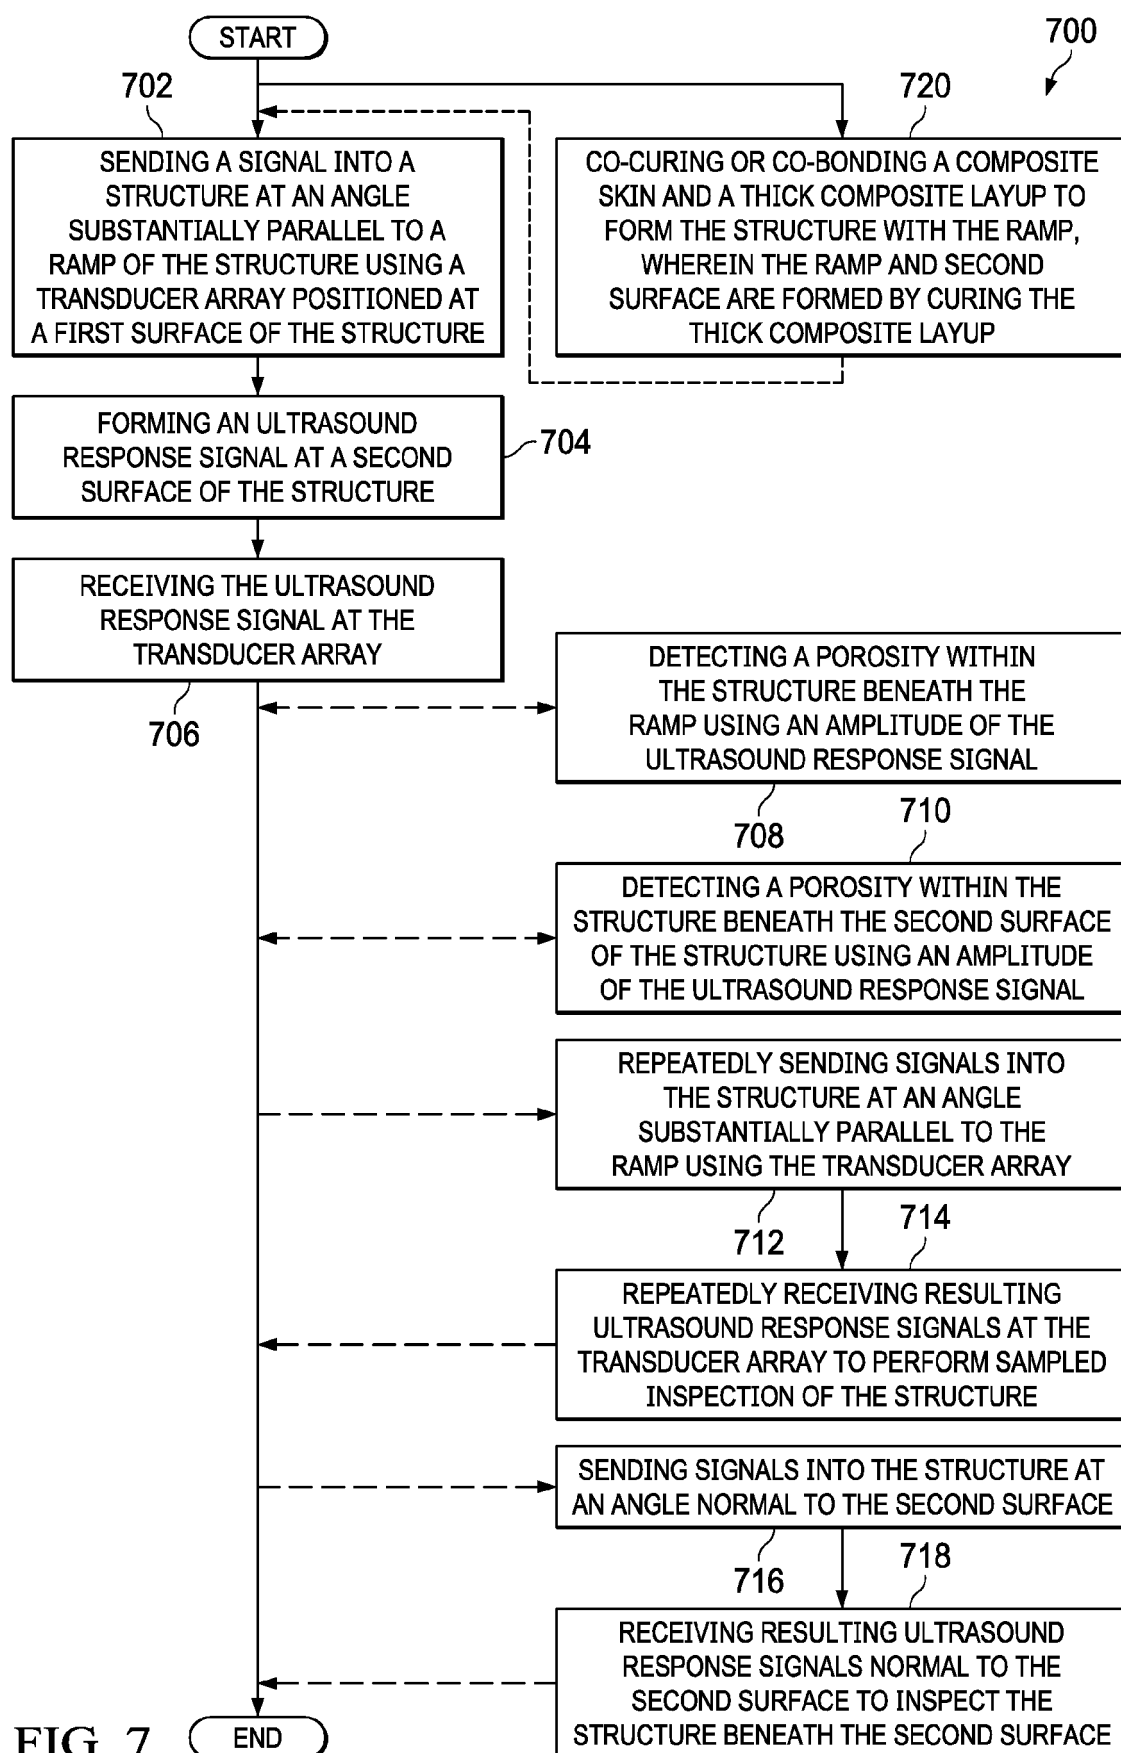 START
700
702
720
SENDING A SIGNAL INTO A
STRUCTURE AT AN ANGLE
SUBSTANTIALLY PARALLEL TO A
RAMP OF THE STRUCTURE USING A
TRANSDUCER ARRAY POSITIONED AT
A FIRST SURFACE OF THE STRUCTURE
CO-CURING OR CO-BONDING A COMPOSITE
SKIN AND A THICK COMPOSITE LAYUP TO
FORM THE STRUCTURE WITH THE RAMP,
WHEREIN THE RAMP AND SECOND
SURFACE ARE FORMED BY CURING THE
THICK COMPOSITE LAYUP
FORMING AN ULTRASOUND
RESPONSE SIGNAL AT A SECOND
SURFACE OF THE STRUCTURE
704
RECEIVING THE ULTRASOUND
RESPONSE SIGNAL AT THE
TRANSDUCER ARRAY
706
DETECTING A POROSITY WITHIN
THE STRUCTURE BENEATH THE
RAMP USING AN AMPLITUDE OF THE
ULTRASOUND RESPONSE SIGNAL
708
710
DETECTING A POROSITY WITHIN THE
STRUCTURE BENEATH THE SECOND SURFACE
OF THE STRUCTURE USING AN AMPLITUDE
OF THE ULTRASOUND RESPONSE SIGNAL
REPEATEDLY SENDING SIGNALS INTO
THE STRUCTURE AT AN ANGLE
SUBSTANTIALLY PARALLEL TO THE
RAMP USING THE TRANSDUCER ARRAY
712
714
REPEATEDLY RECEIVING RESULTING
ULTRASOUND RESPONSE SIGNALS AT THE
TRANSDUCER ARRAY TO PERFORM SAMPLED
INSPECTION OF THE STRUCTURE
SENDING SIGNALS INTO THE STRUCTURE AT
AN ANGLE NORMAL TO THE SECOND SURFACE
716
718
RECEIVING RESULTING ULTRASOUND
RESPONSE SIGNALS NORMAL TO THE
SECOND SURFACE TO INSPECT THE
STRUCTURE BENEATH THE SECOND SURFACE
FIG. 7
END